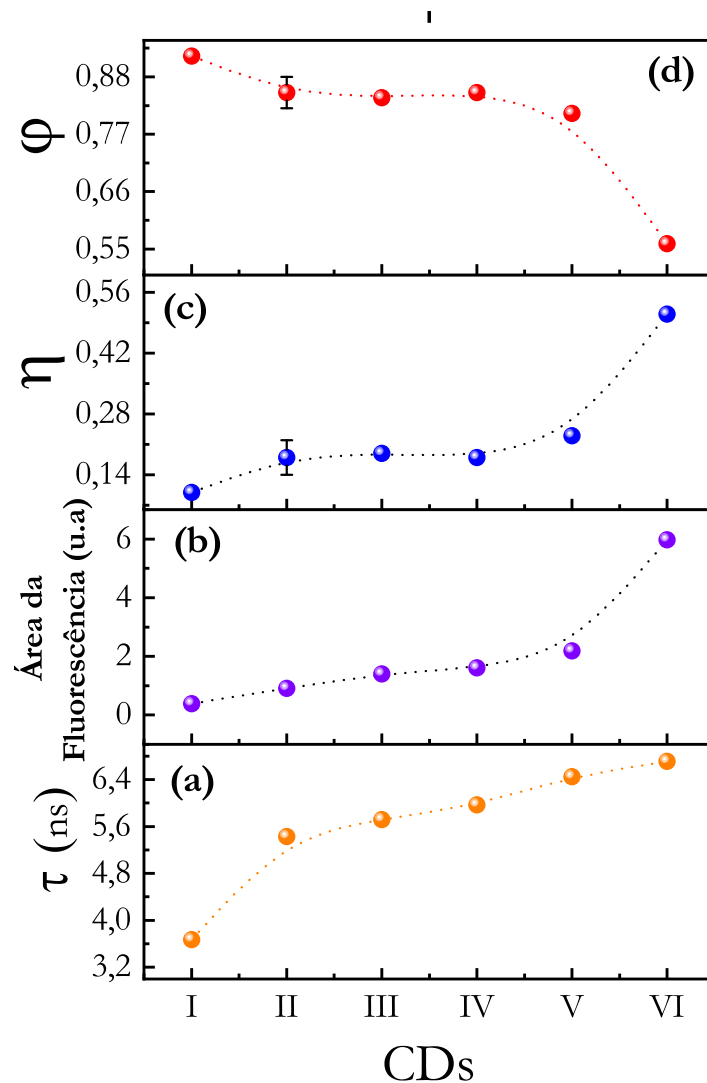 (d)
φ
0,88
0,77
0,66
0,55
(c)
η
0,56
0,42
0,28
0,14
(b)
Área da
Fluorescência (u.a)
6
4
2
0
(a)
τ (ns)
6,4
5,6
4,8
4,0
3,2
I II III IV V VI
CDs